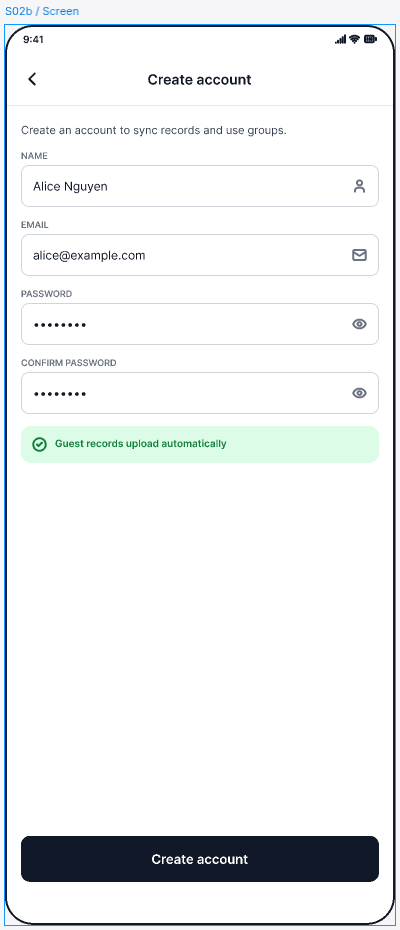 S02b / Screen
9:41
Create account
Create an account to sync records and use groups.
NAME
Alice Nguyen
EMAIL
alice@example.com
PASSWORD
••••••••
CONFIRM PASSWORD
••••••••
Guest records upload automatically
Create account